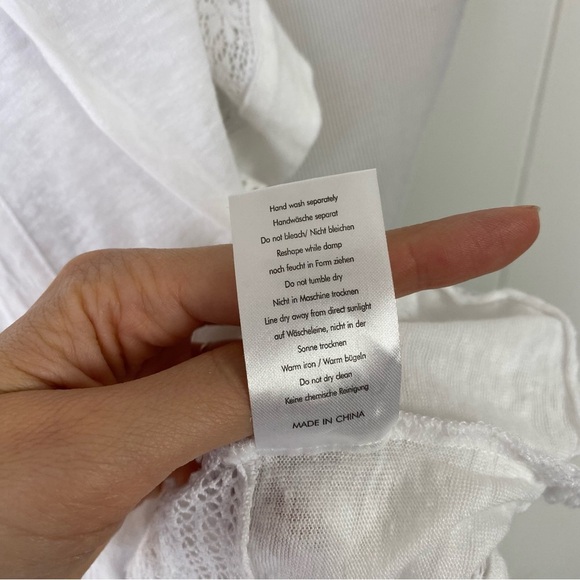 Hand wash separately
Handwäsche separat
Do not bleach/ Nicht bleichen
Reshape while damp
noch feucht in Form ziehen
Do not tumble dry
Nicht in Maschine trocknen
Line dry away from direct sunlight
auf Wäscheleine, nicht in der
Sonne trocknen
Warm iron / Warm bügeln
Do not dry clean
Keine chemische Reinigung
MADE IN CHINA